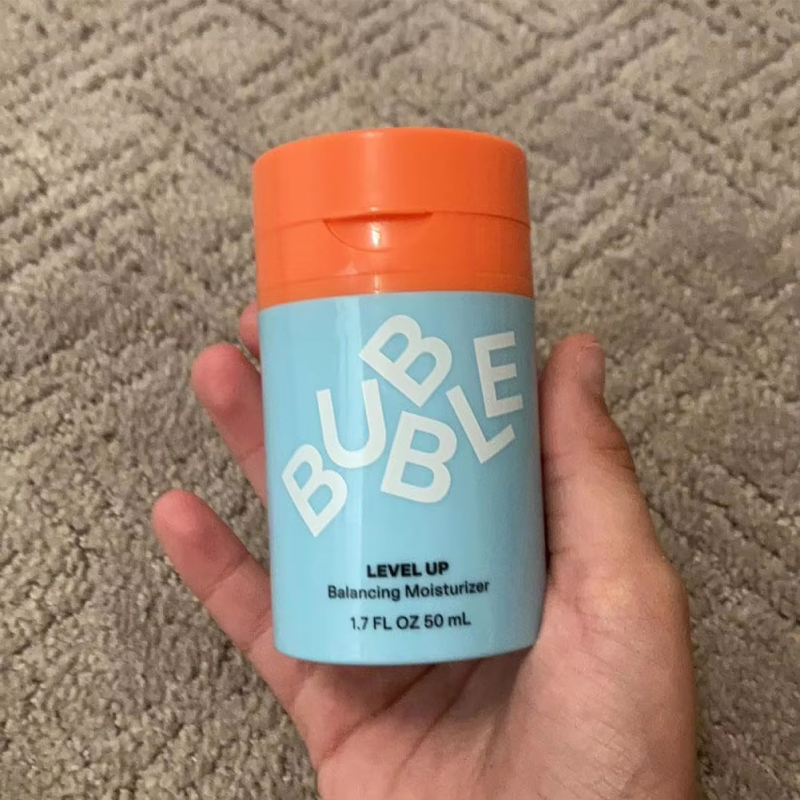 BUBBLE
LEVEL UP
Balancing Moisturizer
1.7 FL OZ 50 mL